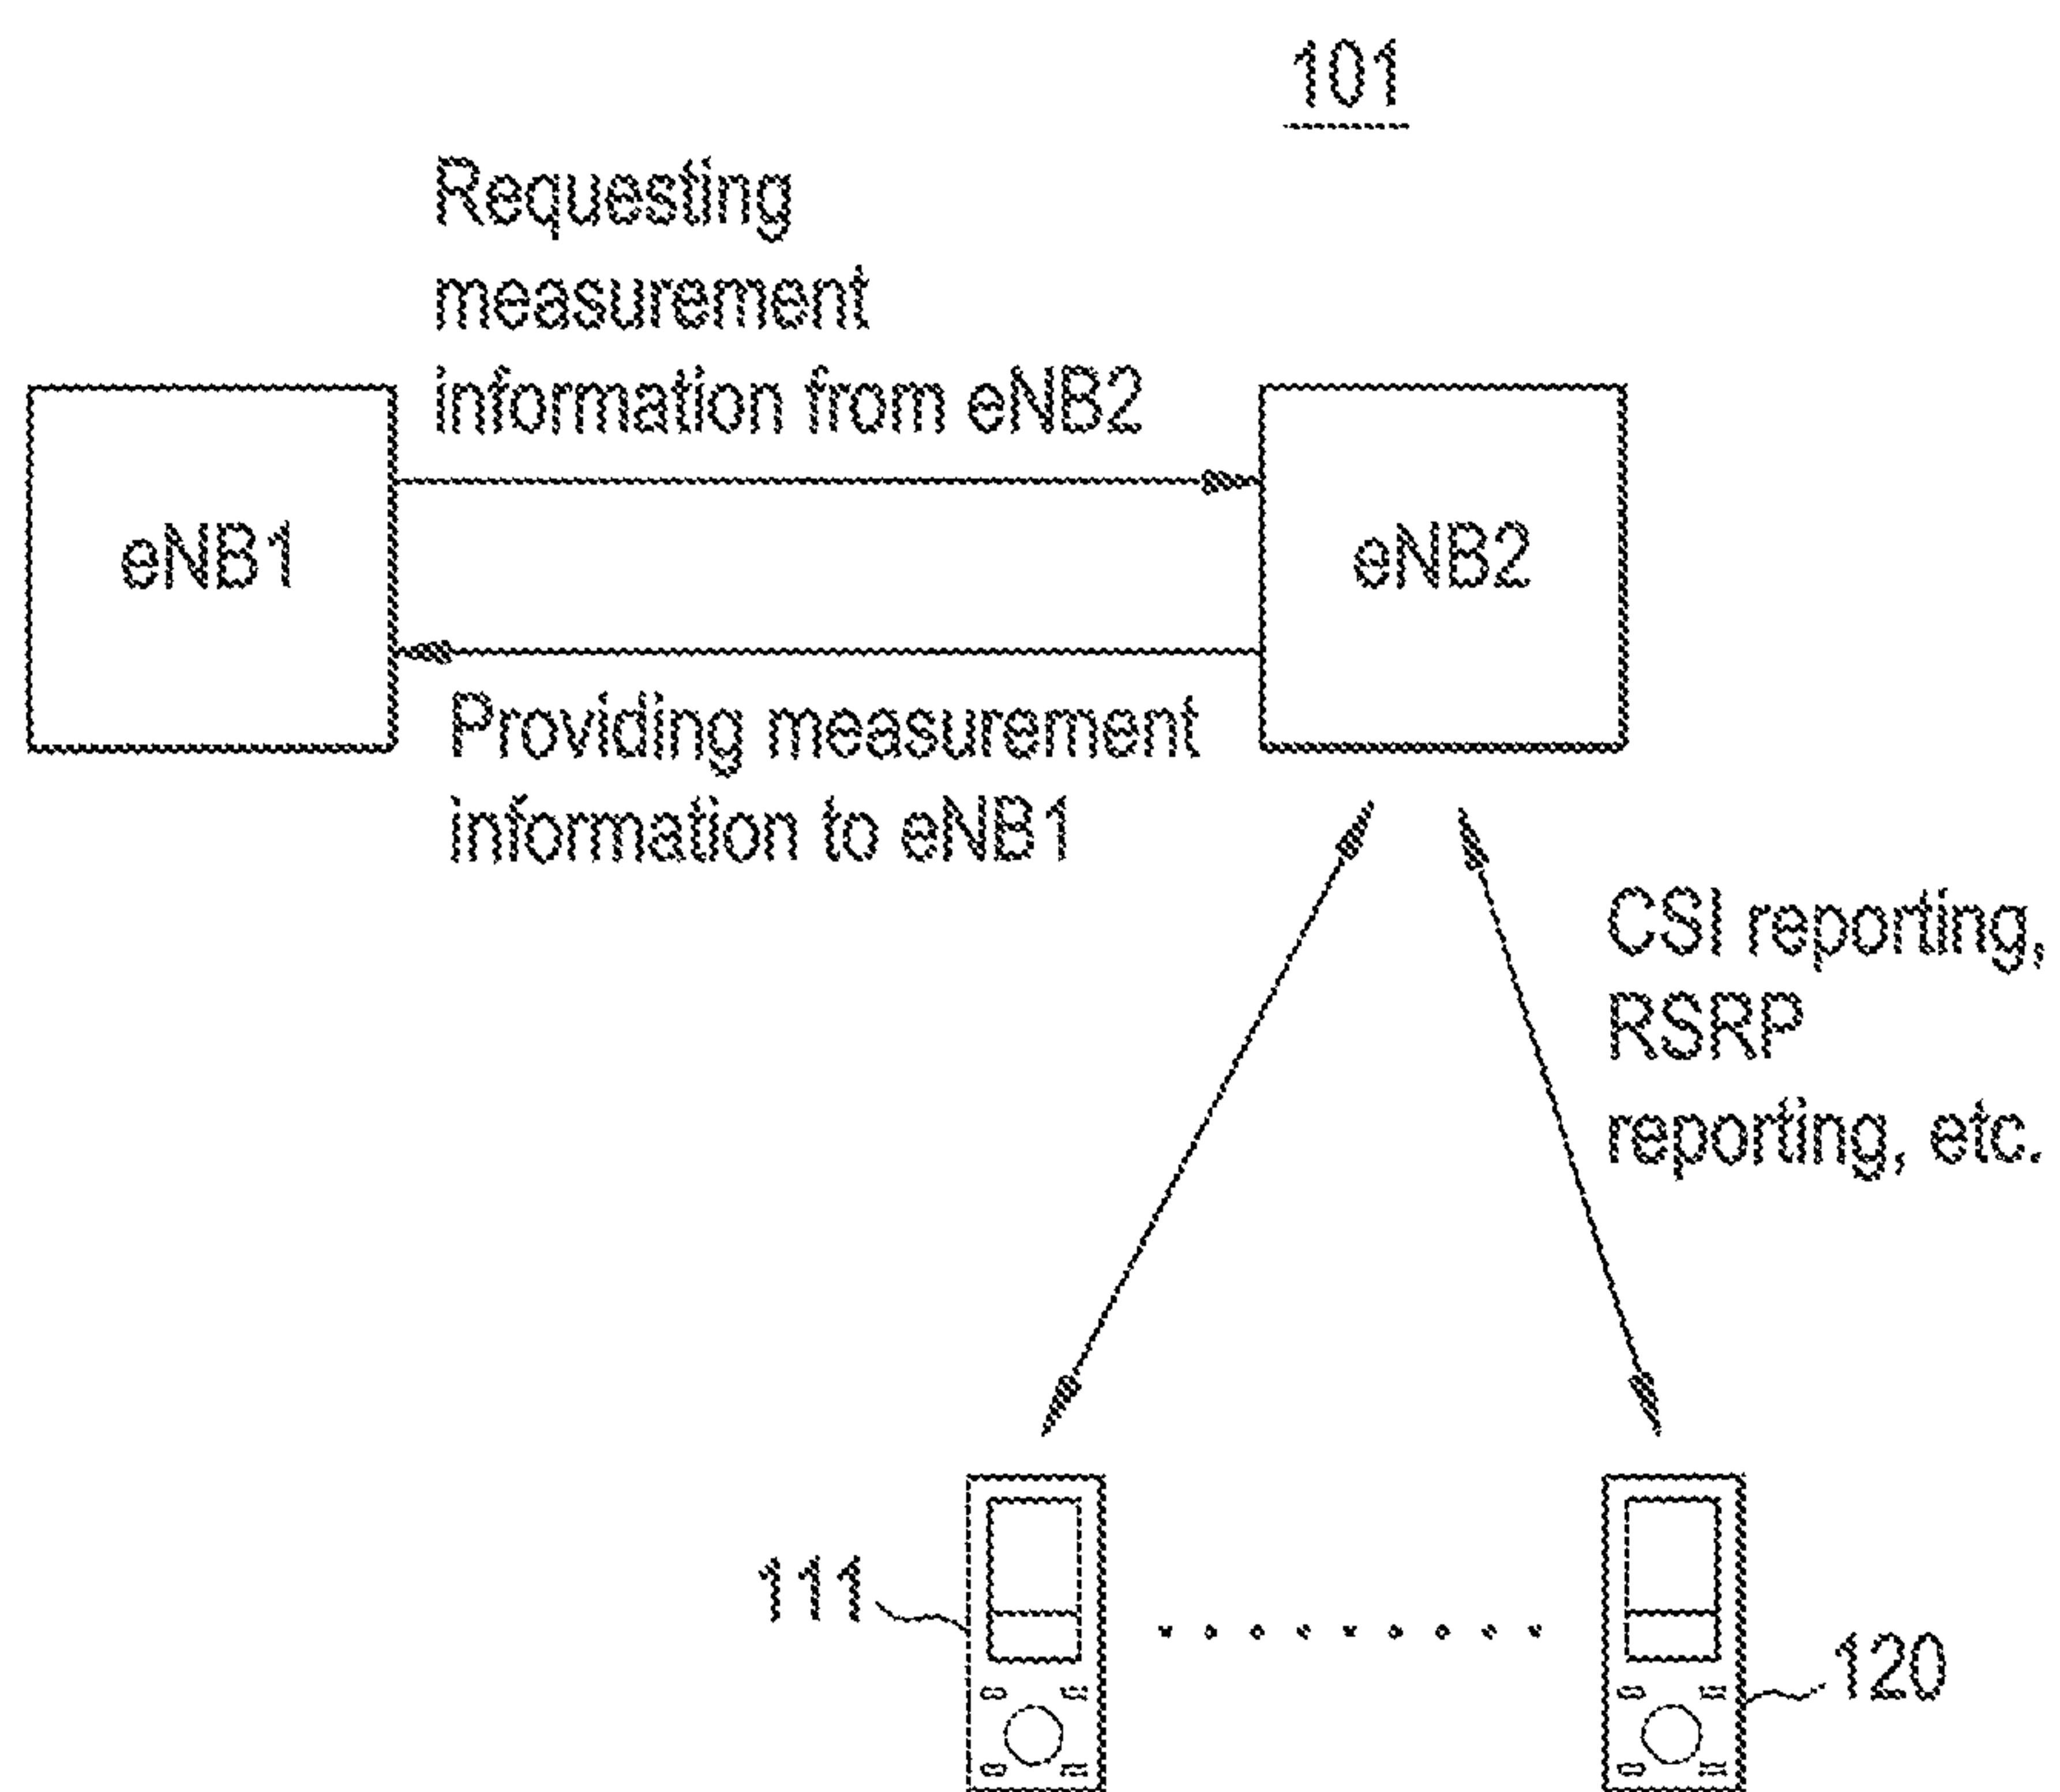 101
Requesting
measurement
information from eNB2
eNB1
eNB2
Providing measurement
information to eNB1
CSI reporting,
RSRP
reporting, etc.
111
120